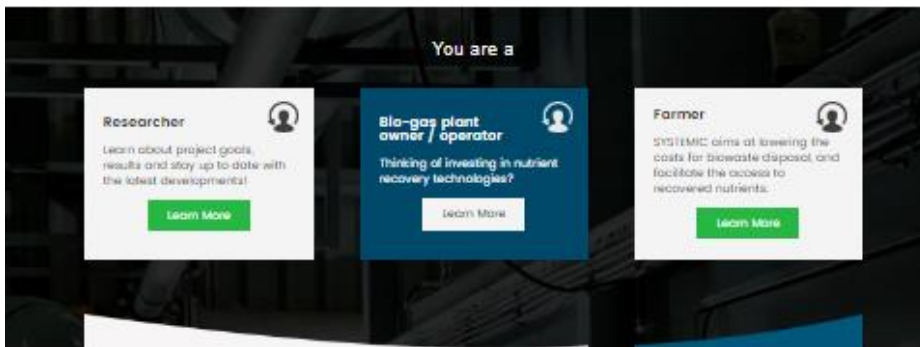 You are a
Researcher
Learn about project goals,
results and stay up to date with
the latest developments!
Learn More
Bio-gas plant
owner / operator
Thinking of investing in nutrient
recovery technologies?
Learn More
Farmer
SYSTEMIC aims at lowering the
costs for biowaste disposal, and
facilitate the access to
recovered nutrients.
Learn More